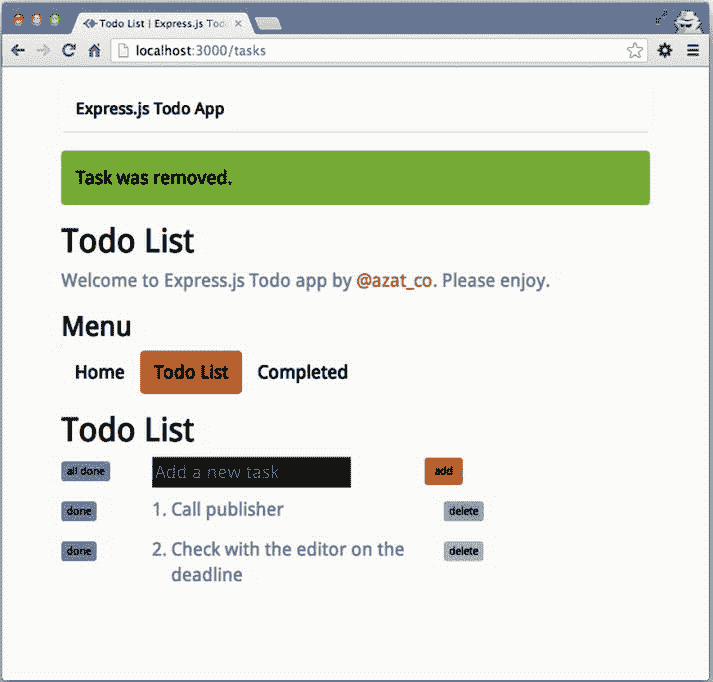 Todo List | Express.js Tod
localhost:3000/tasks
Express.js Todo App
Task was removed.
Todo List
Welcome to Express.js Todo app by @azat_co. Please enjoy.
Menu
Home Todo List Completed
Todo List
all done Add a new task add
done 1. Call publisher delete
done 2. Check with the editor on the delete
deadline